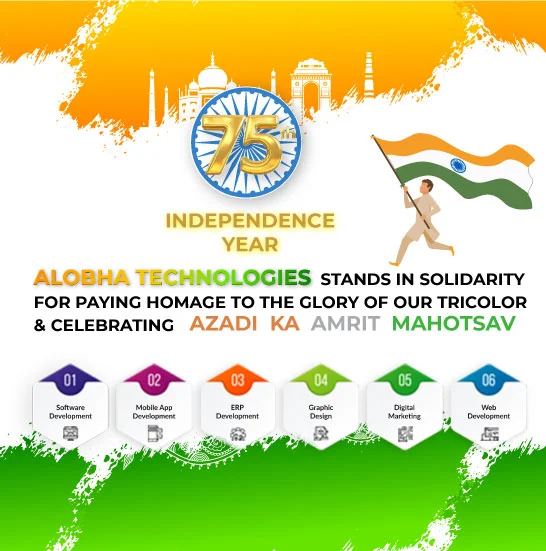 75th
INDEPENDENCE
YEAR
ALOBHA TECHNOLOGIES STANDS IN SOLIDARITY
FOR PAYING HOMAGE TO THE GLORY OF OUR TRICOLOR
& CELEBRATING AZADI KA AMRIT MAHOTSAV
01 02 03 04 05 06
Software Mobile App ERP Graphic Digital Web
Development Development Development Design Marketing Development